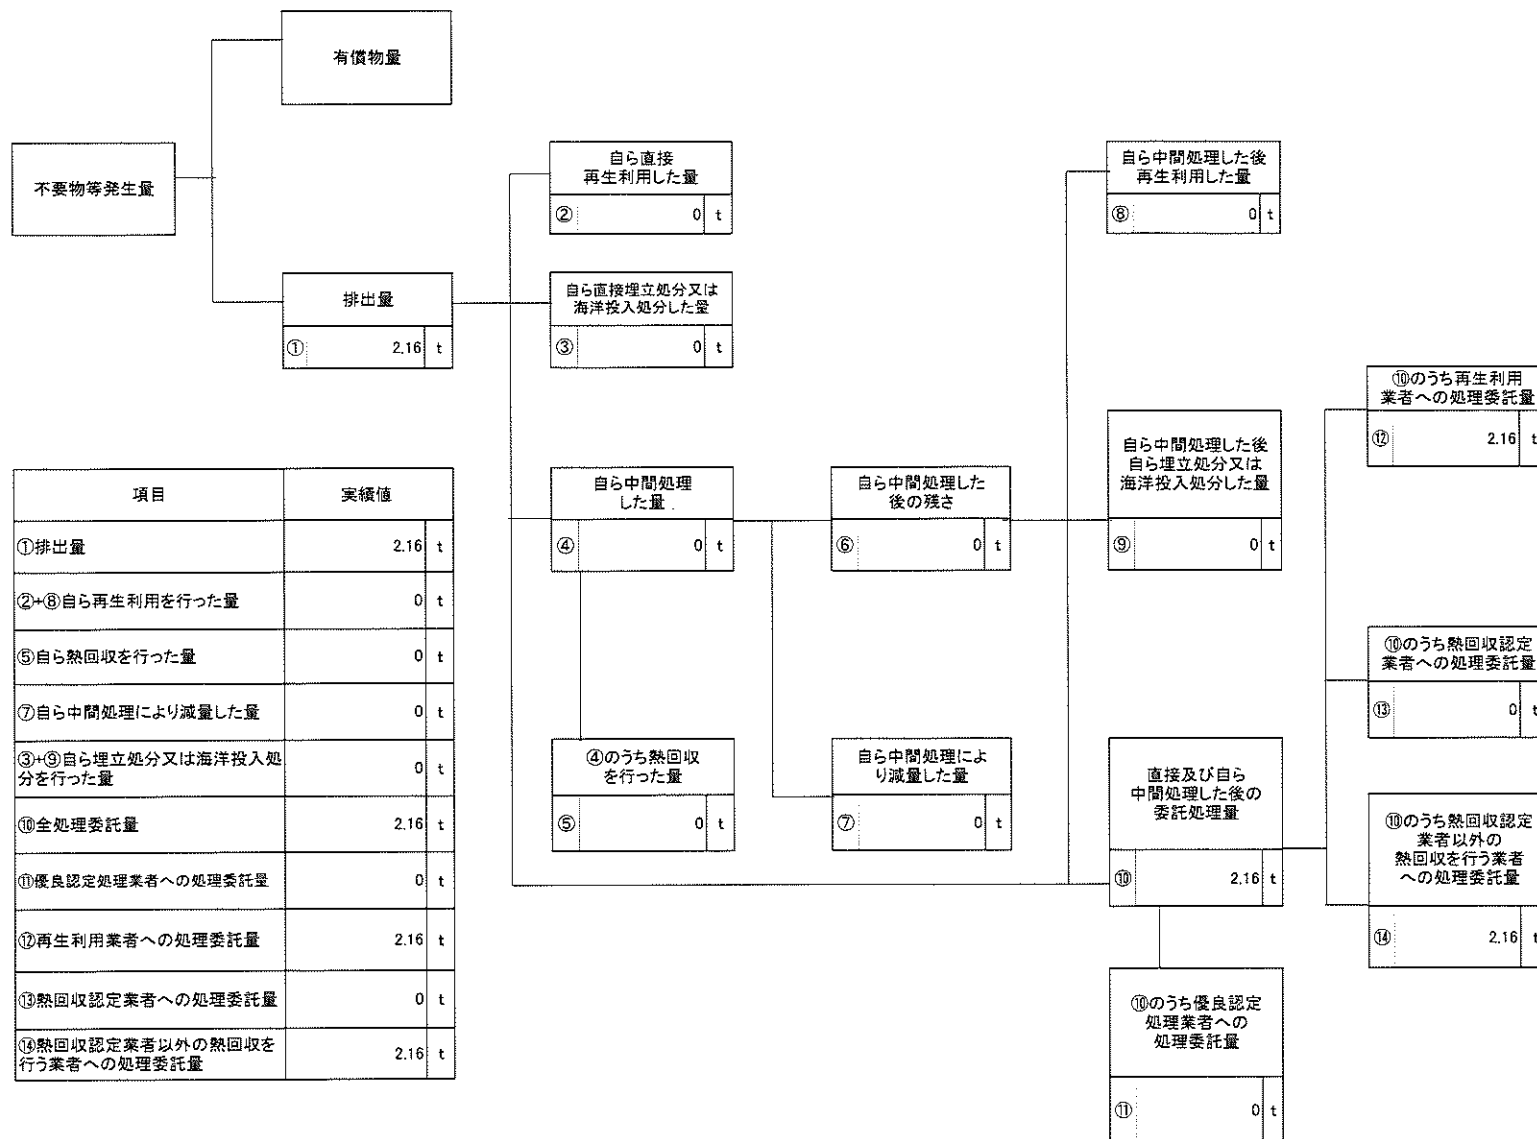 有償物量
不要物等発生量
自ら直接
再生利用した量
② 0 t
自ら中間処理した後
再生利用した量
⑧ 0 t
排出量
① 2.16 t
自ら直接埋立処分又は
海洋投入処分した量
③ 0 t
⑩のうち再生利用
業者への処理委託量
⑫ 2.16 t
自ら中間処理
した量
④ 0 t
自ら中間処理した
後の残さ
⑥ 0 t
自ら中間処理した後
自ら埋立処分又は
海洋投入処分した量
⑨ 0 t
⑩のうち熱回収認定
業者への処理委託量
⑬ 0 t
④のうち熱回収
を行った量
⑤ 0 t
自ら中間処理によ
り減量した量
⑦ 0 t
直接及び自ら
中間処理した後の
委託処理量
⑩ 2.16 t
⑩のうち熱回収認定
業者以外の
熱回収を行う業者
への処理委託量
⑭ 2.16 t
⑩のうち優良認定
処理業者への
処理委託量
⑪ 0 t
項目 実績値
①排出量 2.16 t
②+⑧自ら再生利用を行った量 0 t
⑤自ら熱回収を行った量 0 t
⑦自ら中間処理により減量した量 0 t
③+⑨自ら埋立処分又は海洋投入処
分を行った量 0 t
⑩全処理委託量 2.16 t
⑪優良認定処理業者への処理委託量 0 t
⑫再生利用業者への処理委託量 2.16 t
⑬熱回収認定業者への処理委託量 0 t
⑭熱回収認定業者以外の熱回収を
行う業者への処理委託量 2.16 t